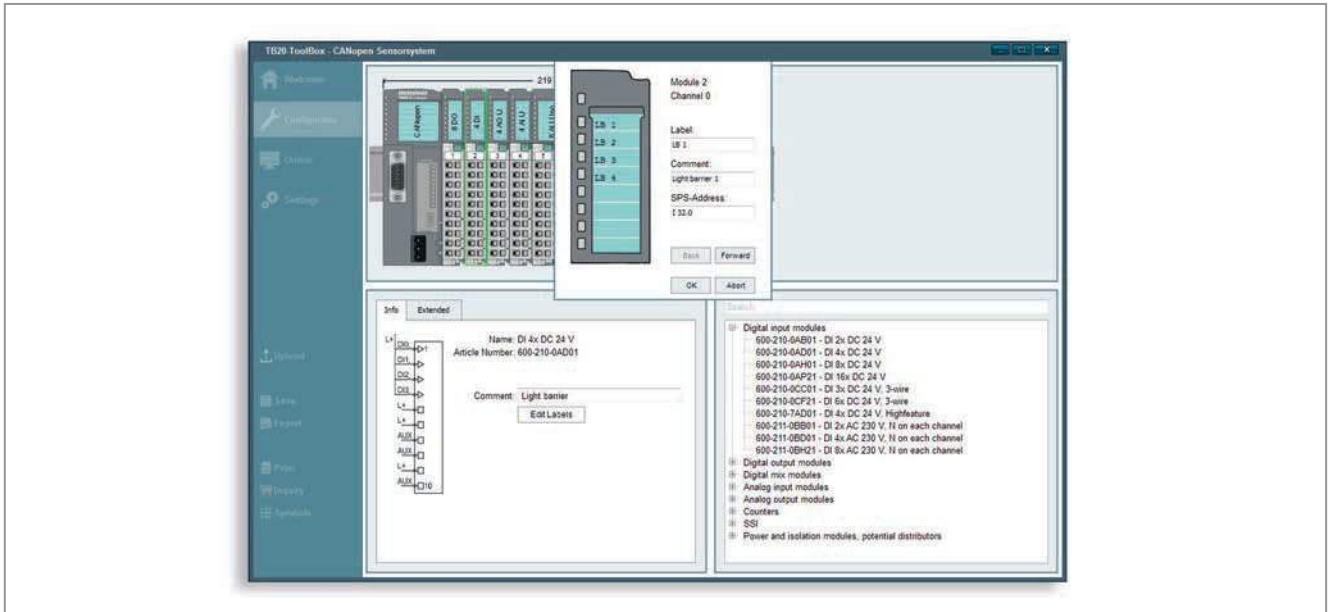 TB20 ToolBox - CANopen Sensorsystem
Welcome
Configuration
Online
Settings
Upload
Save
Export
Print
Inquiry
Symbols
219
CANopen
8 DO
4 DI
4 AO U
4 AI U
1 2 3 4 5
LB 1
LB 2
LB 3
LB 4
Module 2
Channel 0
Label:
LB 1
Comment:
Light barrier 1
SPS-Address:
I 32.0
Back
Forward
OK
Abort
Info
Extended
Name: DI 4x DC 24 V
Article Number: 600-210-0AD01
Comment: Light barrier
Edit Labels
L+
DI0
1
DI1
DI2
DI3
L+
L+
AUX
AUX
L+
AUX
10
Search
Digital input modules
600-210-0AB01 - DI 2x DC 24 V
600-210-0AD01 - DI 4x DC 24 V
600-210-0AH01 - DI 8x DC 24 V
600-210-0AP21 - DI 16x DC 24 V
600-210-0CC01 - DI 3x DC 24 V, 3-wire
600-210-0CF21 - DI 6x DC 24 V, 3-wire
600-210-7AD01 - DI 4x DC 24 V, Highfeature
600-211-0BB01 - DI 2x AC 230 V, N on each channel
600-211-0BD01 - DI 4x AC 230 V, N on each channel
600-211-0BH21 - DI 8x AC 230 V, N on each channel
Digital output modules
Digital mix modules
Analog input modules
Analog output modules
Counters
SSI
Power and isolation modules, potential distributors